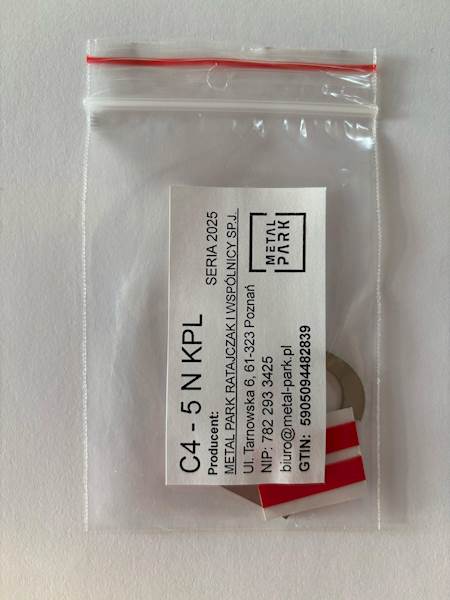 C4 - 5 N KPL
SERIA 2025
Producent:
METAL PARK RATAJCZAK I WSPÓLNICY SP.J.
Ul. Tarnowska 6, 61-323 Poznań
NIP: 782 293 3425
biuro@metal-park.pl
GTIN: 5905094482839
METAL
PARK